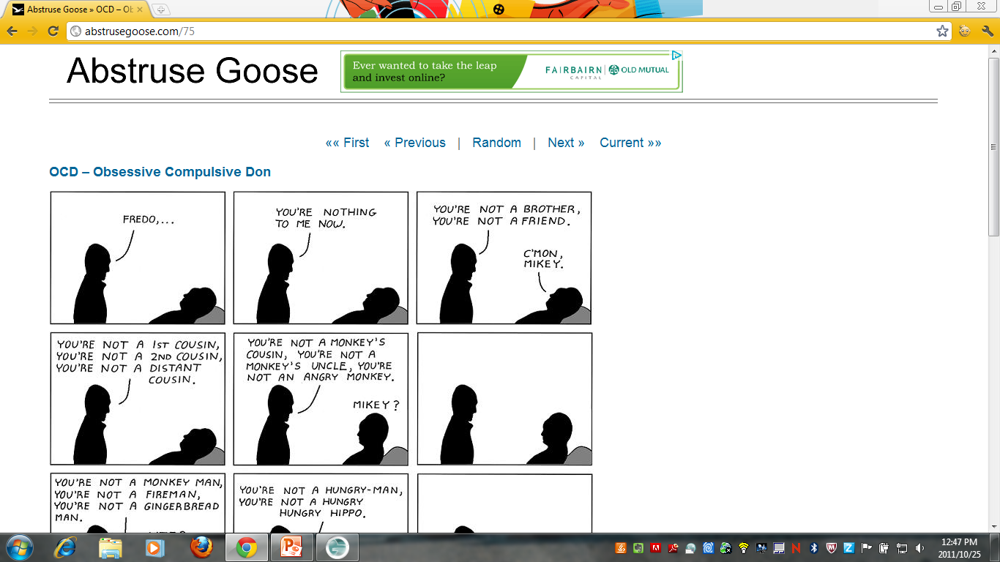 Abstruse Goose » OCD – Ob
abstrusegoose.com/75
Abstruse Goose
Ever wanted to take the leap
and invest online?
FAIRBAIRN
CAPITAL
OLD MUTUAL
«« First « Previous | Random | Next » Current »»
OCD – Obsessive Compulsive Don
FREDO,...
YOU'RE NOTHING
TO ME NOW.
YOU'RE NOT A BROTHER,
YOU'RE NOT A FRIEND.
C'MON,
MIKEY.
YOU'RE NOT A 1ST COUSIN,
YOU'RE NOT A 2ND COUSIN,
YOU'RE NOT A DISTANT
COUSIN.
YOU'RE NOT A MONKEY'S
COUSIN, YOU'RE NOT A
MONKEY'S UNCLE, YOU'RE
NOT AN ANGRY MONKEY.
MIKEY?
YOU'RE NOT A MONKEY MAN,
YOU'RE NOT A FIREMAN,
YOU'RE NOT A GINGERBREAD
MAN.
YOU'RE NOT A HUNGRY-MAN,
YOU'RE NOT A HUNGRY
HUNGRY HIPPO.
12:47 PM
2011/10/25